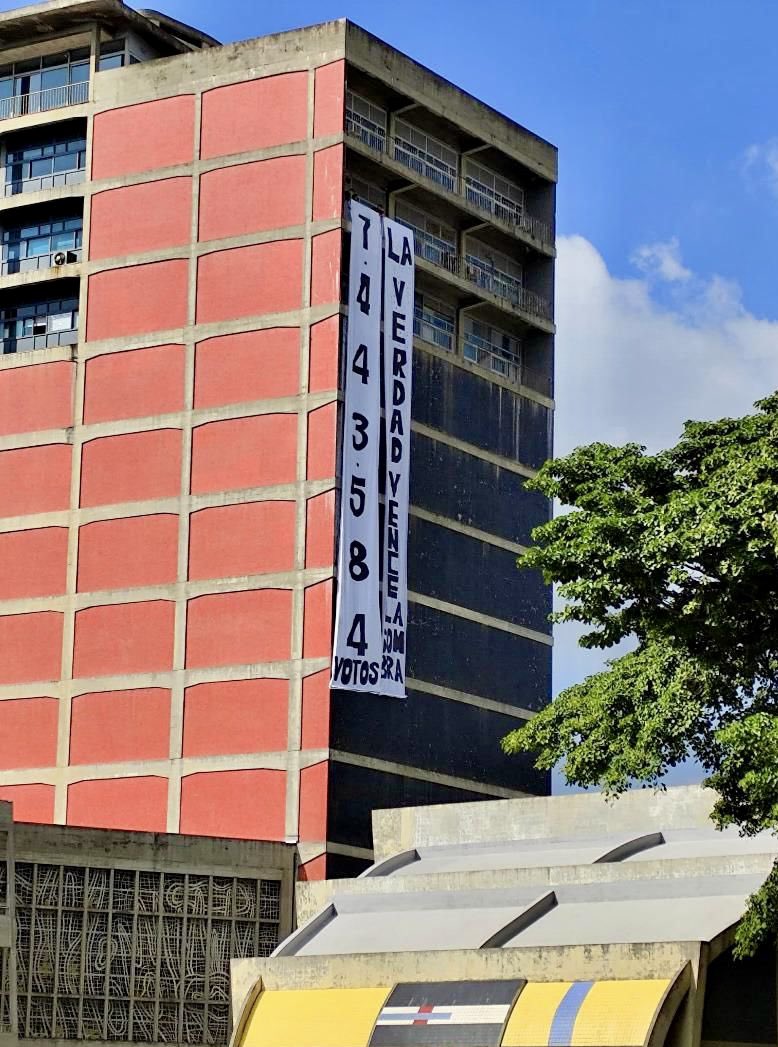 7.443.584
VOTOS
LA
VERDAD
VENCE
LA
SOM
BRA